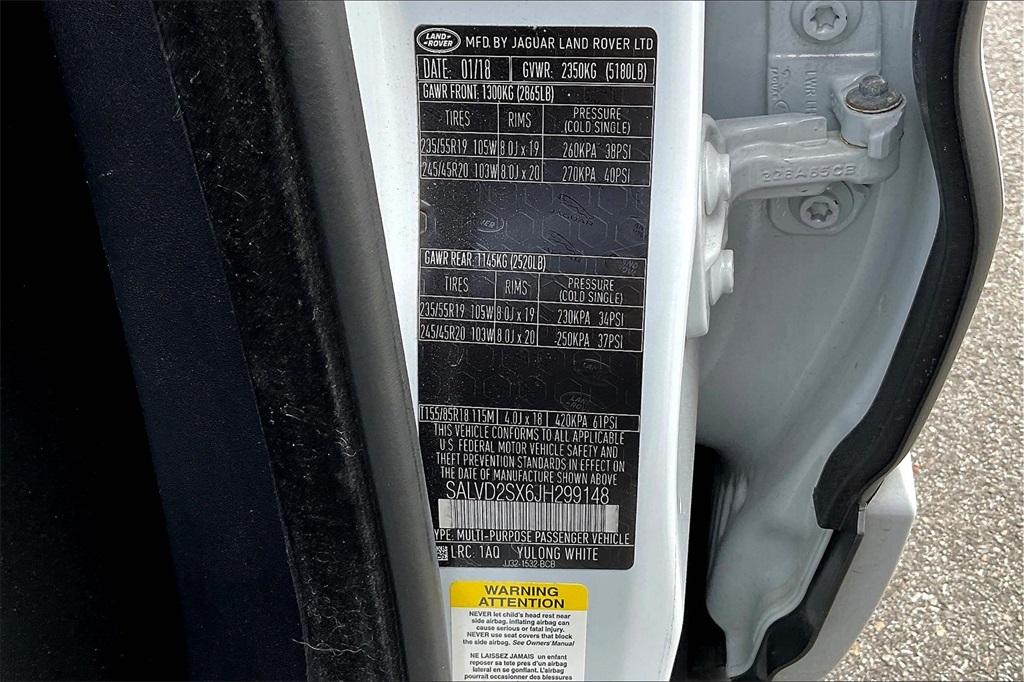 LAND ROVER MFD. BY JAGUAR LAND ROVER LTD
DATE: 01/18 GVWR: 2350KG (5180LB)
GAWR FRONT: 1300KG (2865LB)
TIRES RIMS PRESSURE (COLD SINGLE)
235/55R19 105W 8.0J x 19 260KPA 38PSI
245/45R20 103W 8.0J x 20 270KPA 40PSI
JAGUAR
GAWR REAR: 1145KG (2520LB)
TIRES RIMS PRESSURE (COLD SINGLE)
235/55R19 105W 8.0J x 19 230KPA 34PSI
245/45R20 103W 8.0J x 20 250KPA 37PSI
T155/85R18 115M 4.0J x 18 420KPA 61PSI
THIS VEHICLE CONFORMS TO ALL APPLICABLE
U.S. FEDERAL MOTOR VEHICLE SAFETY AND
THEFT PREVENTION STANDARDS IN EFFECT ON
THE DATE OF MANUFACTURE SHOWN ABOVE
SALVD2SX6JH299148
TYPE: MULTI-PURPOSE PASSENGER VEHICLE
LRC: 1AQ YULONG WHITE
JJ32-1532-BCB
WARNING
ATTENTION
NEVER let child's head rest near
side airbag. inflating airbag can
cause serious or fatal injury.
NEVER use seat covers that block
the side airbag. See Owners' Manual
NE LAISSEZ JAMAIS un enfant
reposer sa tete pres d'un airbag
lateral en se gonflant. L'airbag
pourrait occasionner des blessures